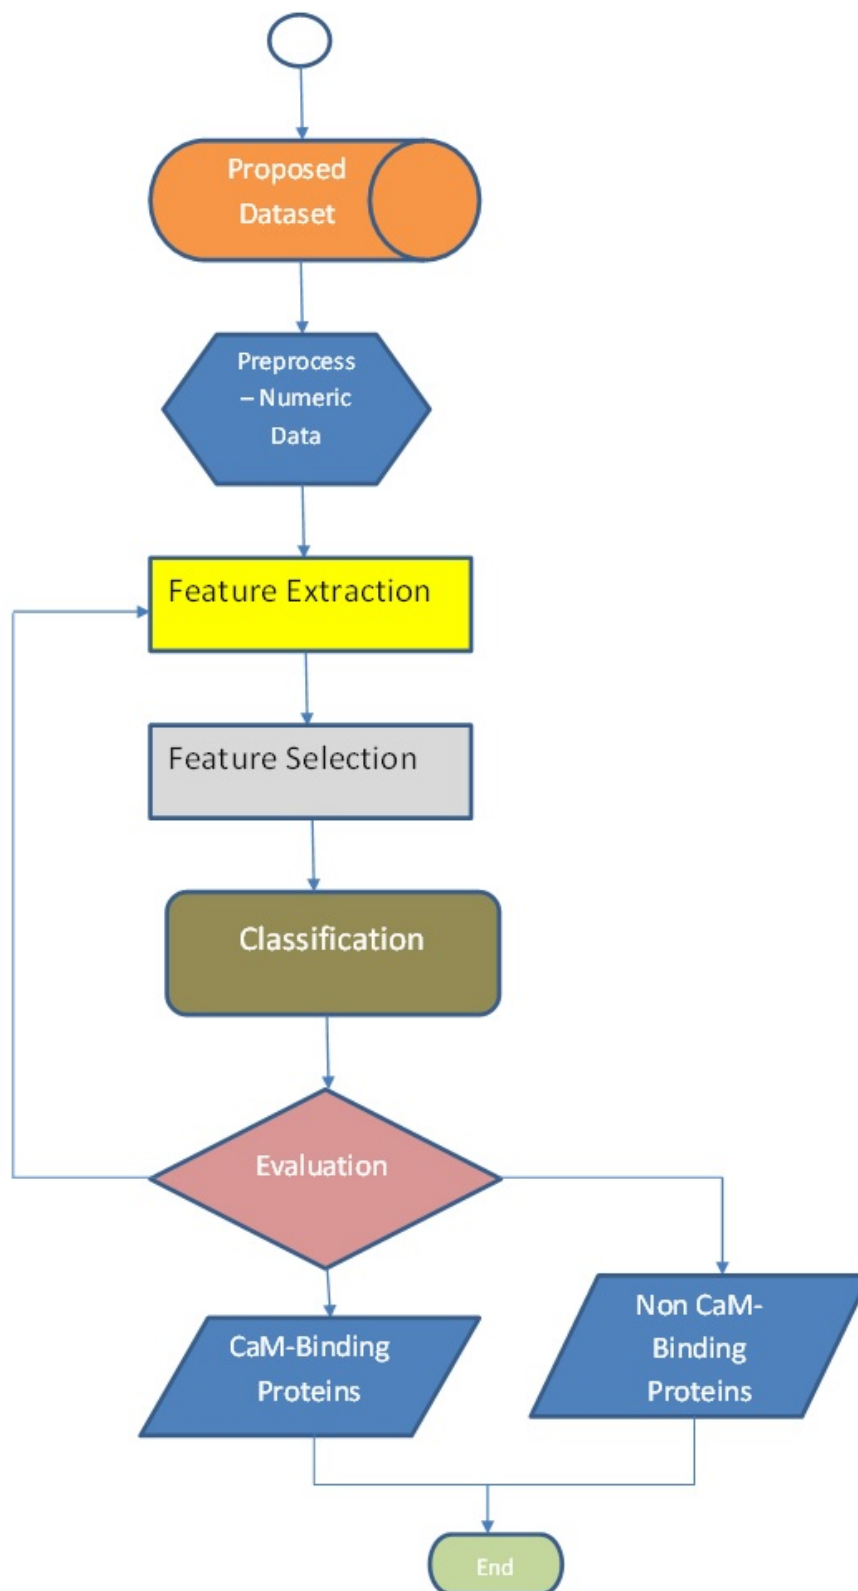 Proposed
Dataset
Preprocess
– Numeric
Data
Feature Extraction
Feature Selection
Classification
Evaluation
CaM-Binding
Proteins
Non CaM-
Binding
Proteins
End